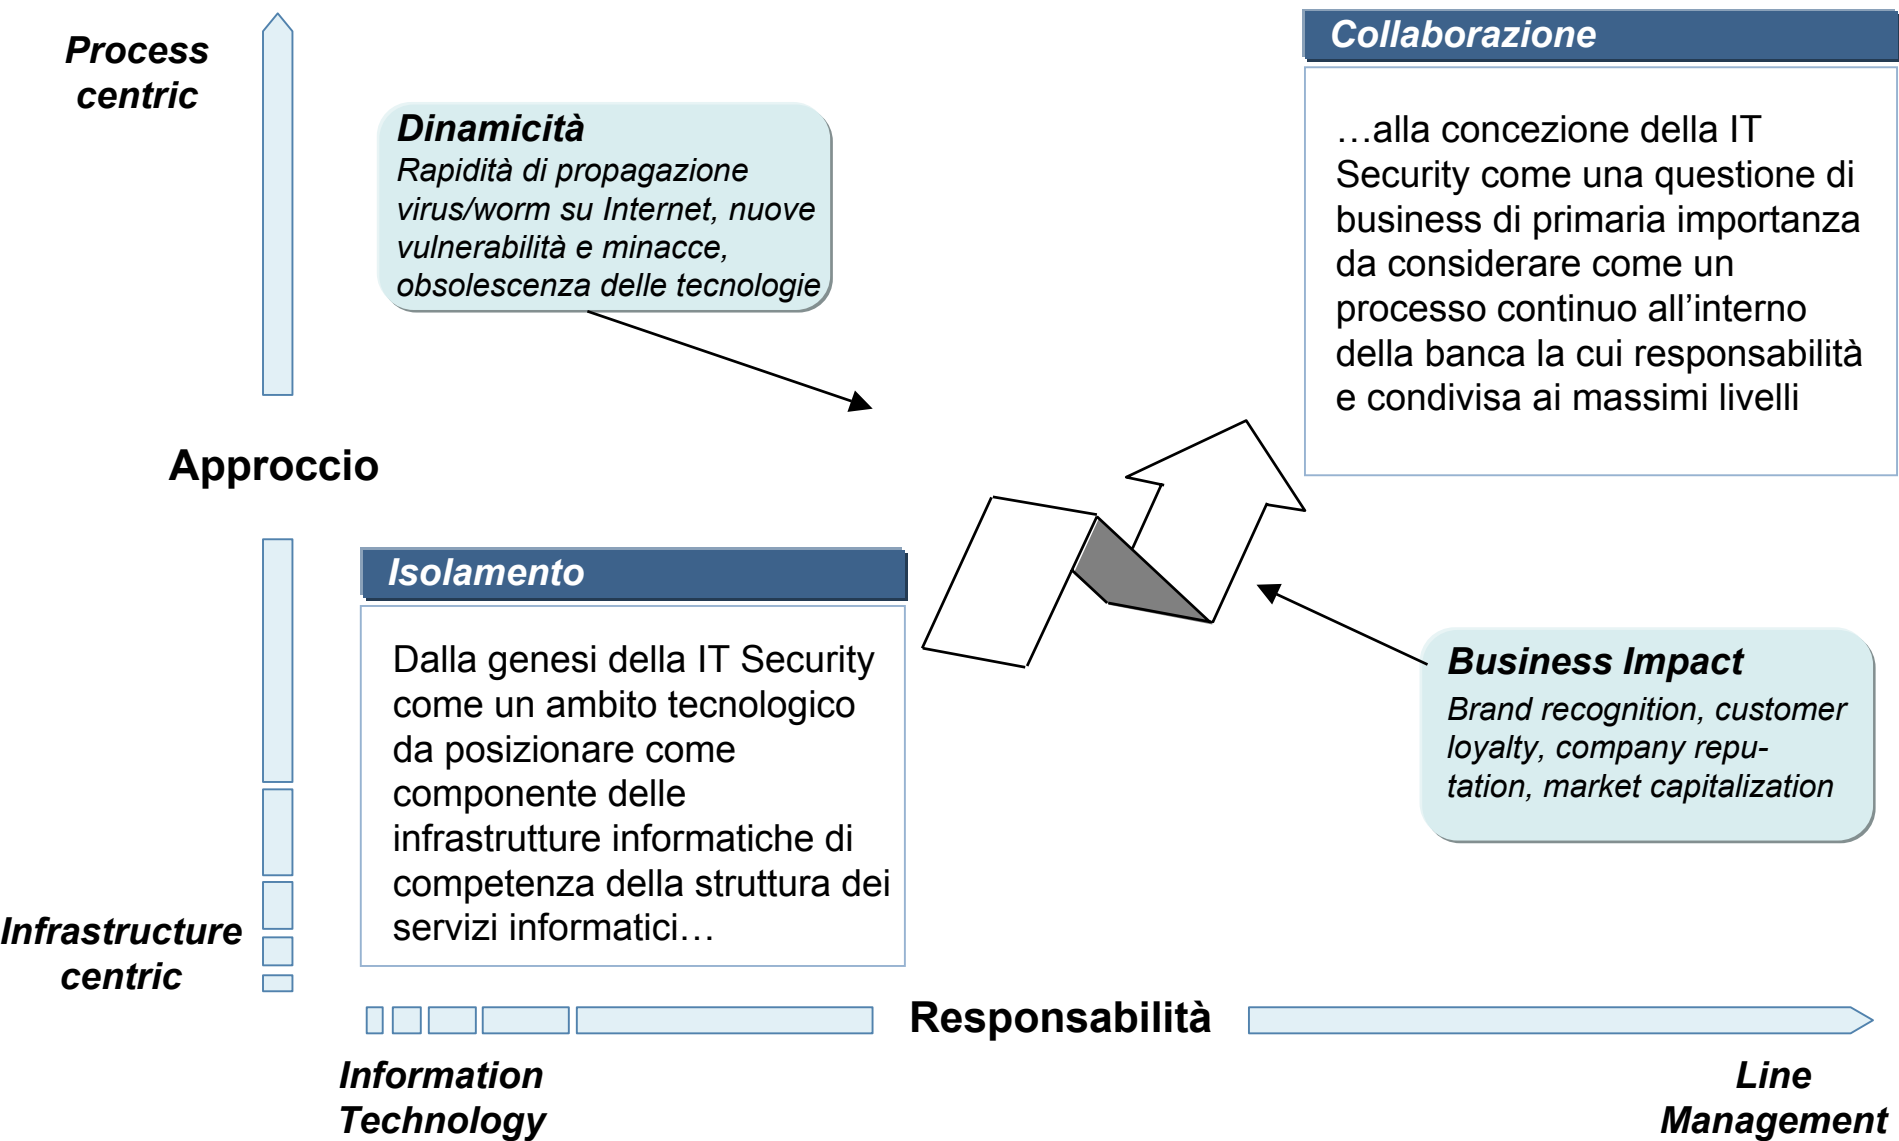 Process
centric
Dinamicità
Rapidità di propagazione
virus/worm su Internet, nuove
vulnerabilità e minacce,
obsolescenza delle tecnologie
Collaborazione
…alla concezione della IT
Security come una questione di
business di primaria importanza
da considerare come un
processo continuo all’interno
della banca la cui responsabilità
e condivisa ai massimi livelli
Approccio
Isolamento
Dalla genesi della IT Security
come un ambito tecnologico
da posizionare come
componente delle
infrastrutture informatiche di
competenza della struttura dei
servizi informatici…
Business Impact
Brand recognition, customer
loyalty, company repu-
tation, market capitalization
Infrastructure
centric
Responsabilità
Information
Technology
Line
Management